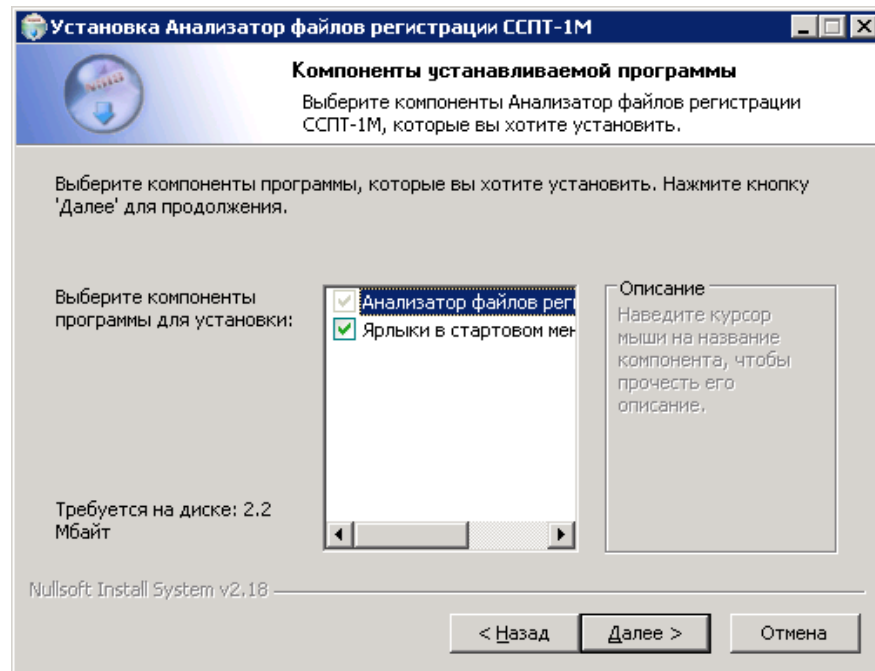 Установка Анализатор файлов регистрации ССПТ-1М
Компоненты устанавливаемой программы
Выберите компоненты Анализатор файлов регистрации
ССПТ-1М, которые вы хотите установить.
Выберите компоненты программы, которые вы хотите установить. Нажмите кнопку
'Далее' для продолжения.
Выберите компоненты
программы для установки:
Анализатор файлов рег
Ярлыки в стартовом мен
Описание
Наведите курсор
мыши на название
компонента, чтобы
прочесть его
описание.
Требуется на диске: 2.2
Мбайт
Nullsoft Install System v2.18
< Назад
Далее >
Отмена